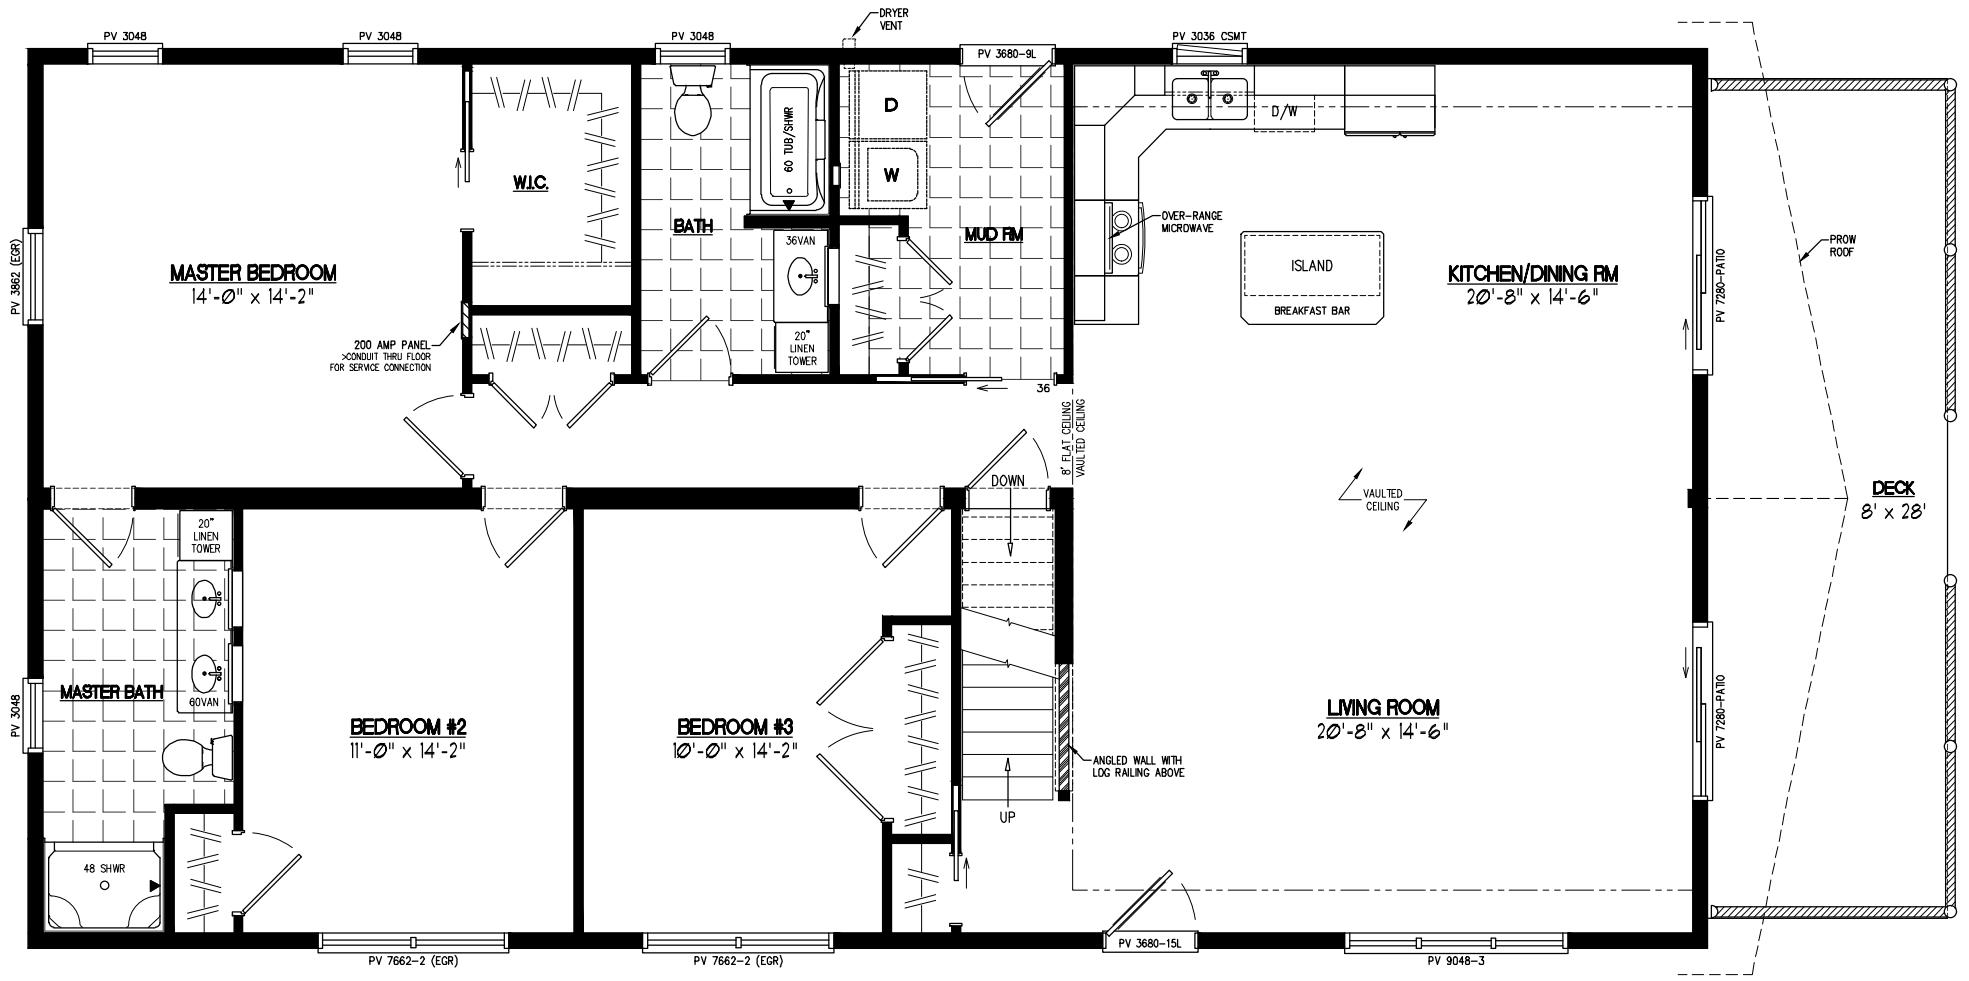 DRYER
VENT
PV 3048
PV 3048
PV 3048
PV 3680-9L
PV 3036 CSMT
D
W
D/W
60 TUB/SHWR
W.I.C.
BATH
36VAN
MUD RM
OVER-RANGE
MICROWAVE
ISLAND
BREAKFAST BAR
KITCHEN/DINING RM
20'-8" x 14'-6"
PV 7280-PATIO
PROW
ROOF
PV 3862 (EGR)
MASTER BEDROOM
14'-0" x 14'-2"
200 AMP PANEL
>CONDUIT THRU FLOOR
FOR SERVICE CONNECTION
20"
LINEN
TOWER
36
8' FLAT CEILING
VAULTED CEILING
DOWN
VAULTED
CEILING
DECK
8' x 28'
20"
LINEN
TOWER
60VAN
MASTER BATH
PV 3048
BEDROOM #2
11'-0" x 14'-2"
BEDROOM #3
10'-0" x 14'-2"
LIVING ROOM
20'-8" x 14'-6"
PV 7280-PATIO
ANGLED WALL WITH
LOG RAILING ABOVE
UP
48 SHWR
PV 7662-2 (EGR)
PV 7662-2 (EGR)
PV 3680-15L
PV 9048-3